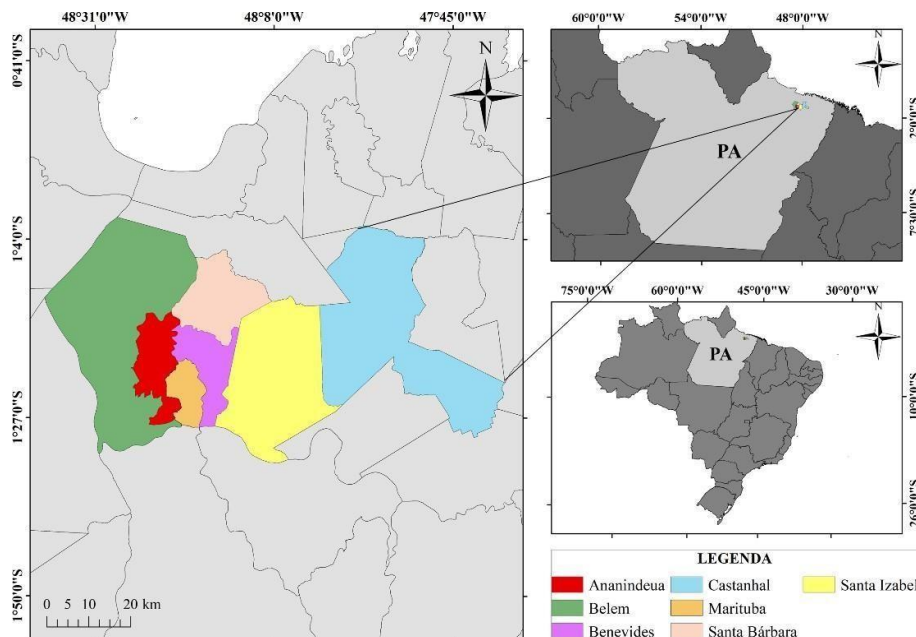 48°31'0"W 48°8'0"W 47°45'0"W
0°41'0"S
1°4'0"S
1°27'0"S
1°50'0"S
N
0 5 10 20 km
60°0'0"W 54°0'0"W 48°0'0"W
N
PA
75°0'0"W 60°0'0"W 45°0'0"W 30°0'0"W
N
PA
LEGENDA
Ananindeua Castanhal Santa Izabel
Belem Marituba
Benevides Santa Bárbara